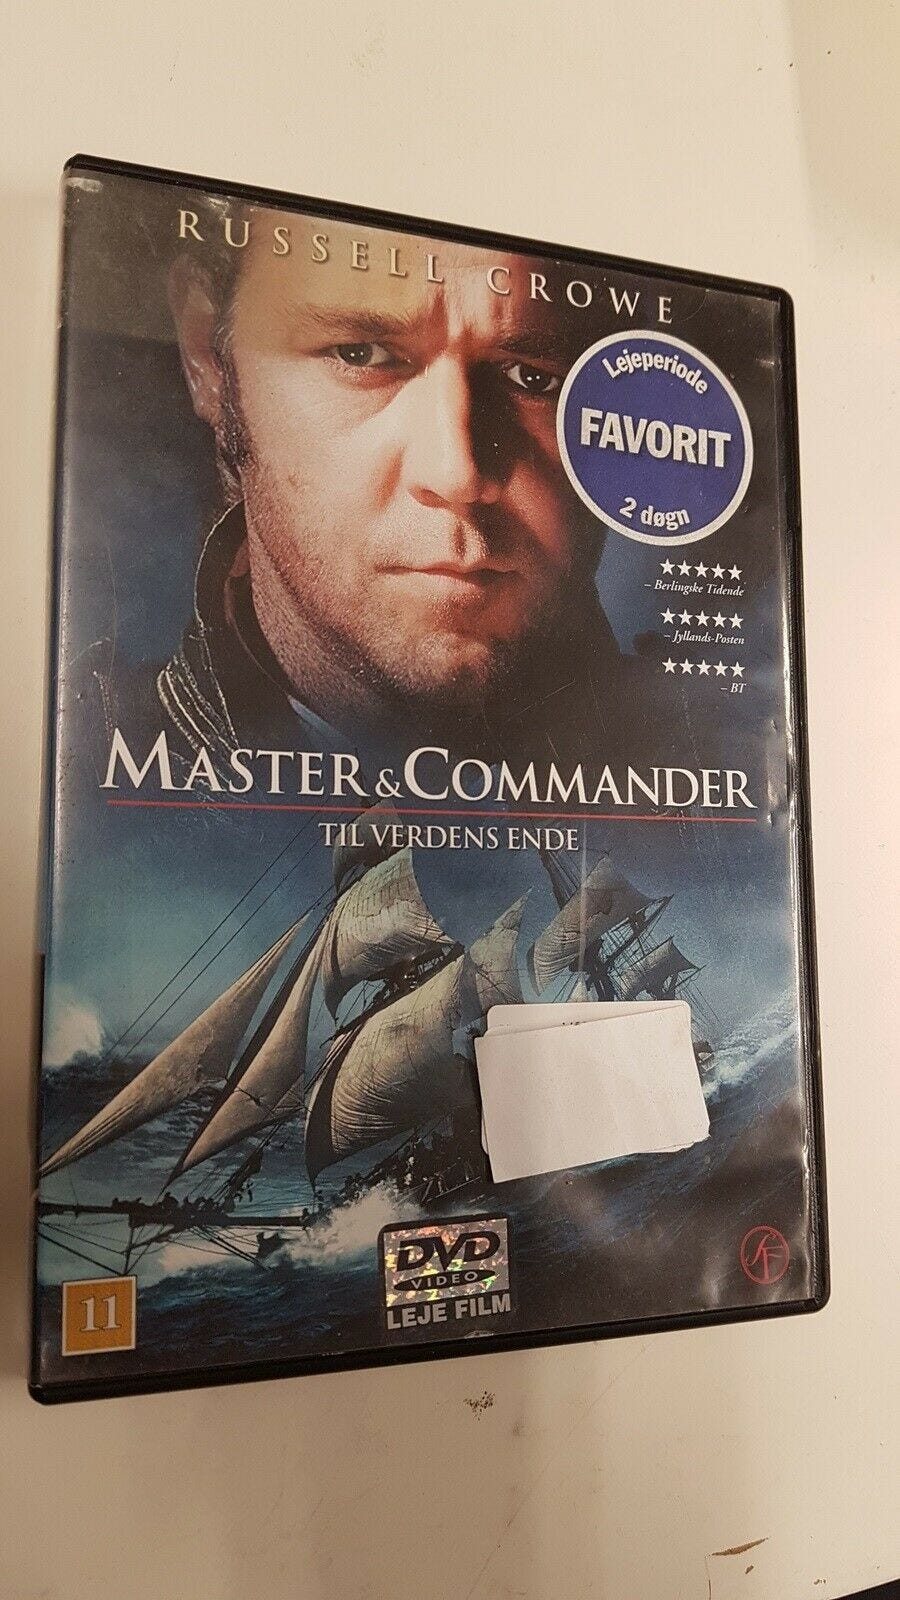 RUSSELL CROWE
Lejeperiode
FAVORIT
2 døgn
★★★★★
– Berlingske Tidende
★★★★★
– Jyllands-Posten
★★★★★
– BT
MASTER & COMMANDER
TIL VERDENS ENDE
DVD
VIDEO
LEJE FILM
11
SF